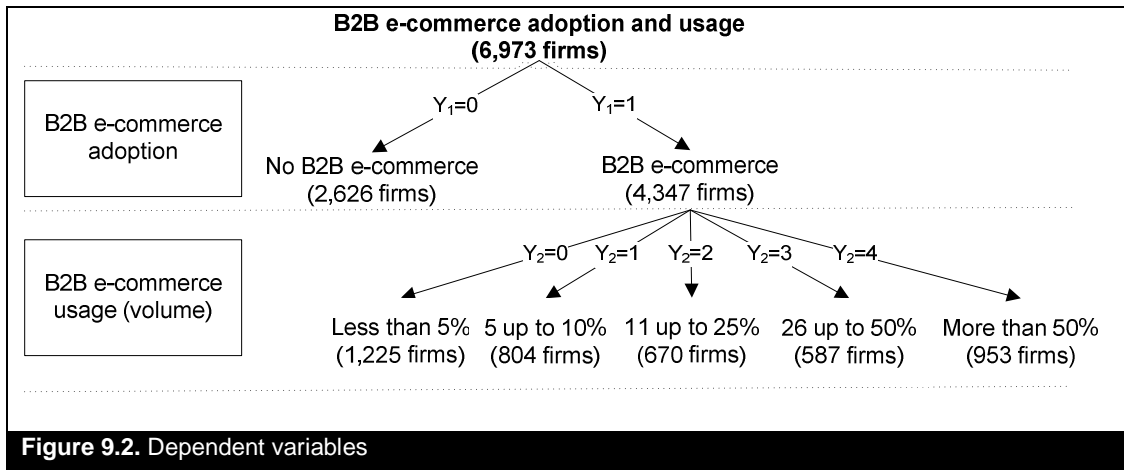 B2B e-commerce adoption and usage
(6,973 firms)
Y₁=0
Y₁=1
B2B e-commerce
adoption
No B2B e-commerce
(2,626 firms)
B2B e-commerce
(4,347 firms)
Y₂=0
Y₂=1
Y₂=2
Y₂=3
Y₂=4
B2B e-commerce
usage (volume)
Less than 5%
(1,225 firms)
5 up to 10%
(804 firms)
11 up to 25%
(670 firms)
26 up to 50%
(587 firms)
More than 50%
(953 firms)
Figure 9.2. Dependent variables